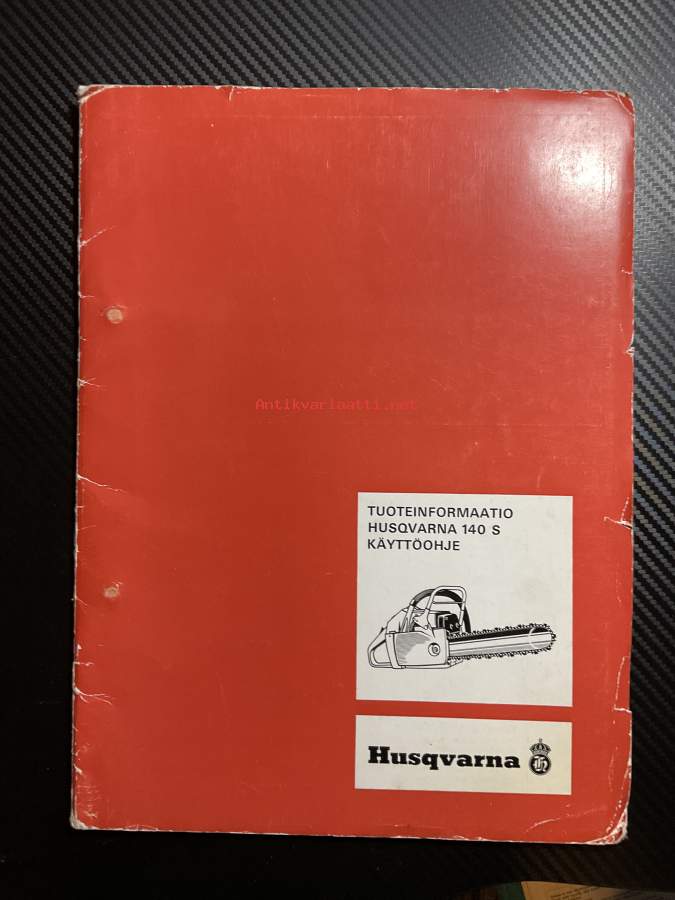 Antikvariaatti.net
TUOTEINFORMAATIO
HUSQVARNA 140 S
KÄYTTÖOHJE
Husqvarna